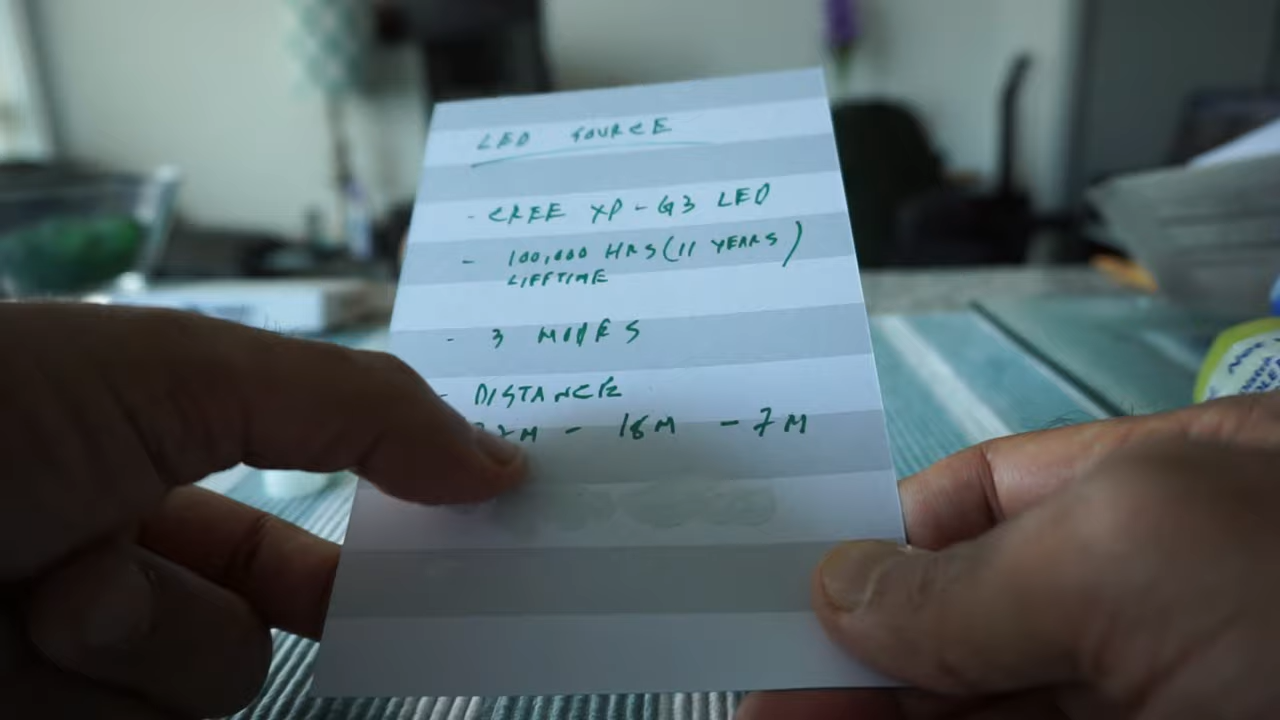 LED SOURCE
- CREE XP-G3 LED
- 100,000 HRS (11 YEARS)
LIFETIME
- 3 MODES
- DISTANCE
- 18M - 7M